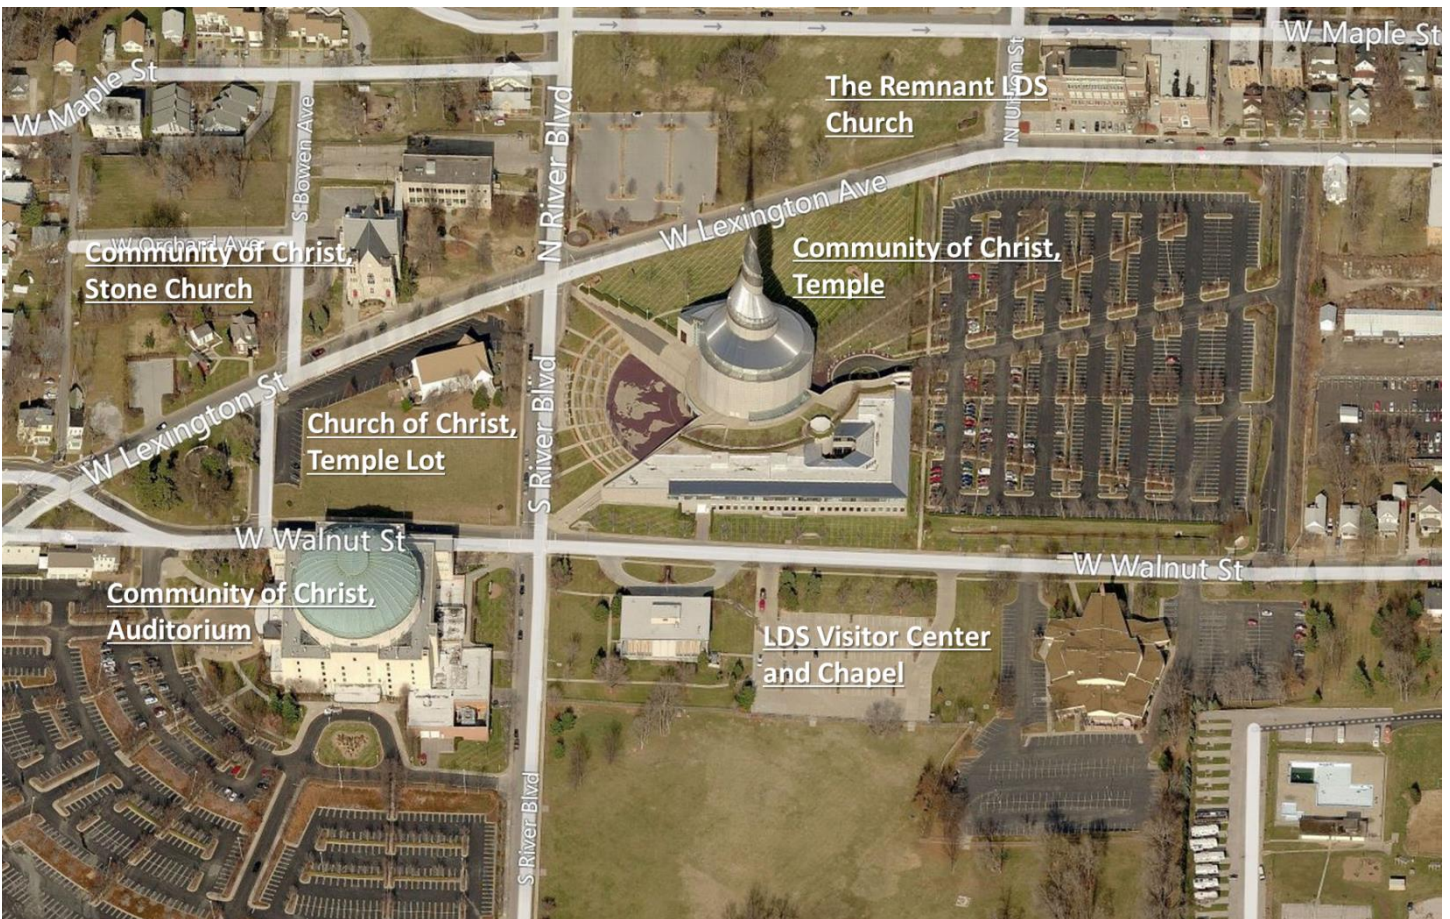 W Maple St
W Maple St
The Remnant LDS
Church
N Union St
S Bowen Ave
N River Blvd
W Lexington Ave
W Orchard Ave
Community of Christ,
Stone Church
Community of Christ,
Temple
W Lexington St
Church of Christ,
Temple Lot
S River Blvd
W Walnut St
W Walnut St
Community of Christ,
Auditorium
LDS Visitor Center
and Chapel
S River Blvd